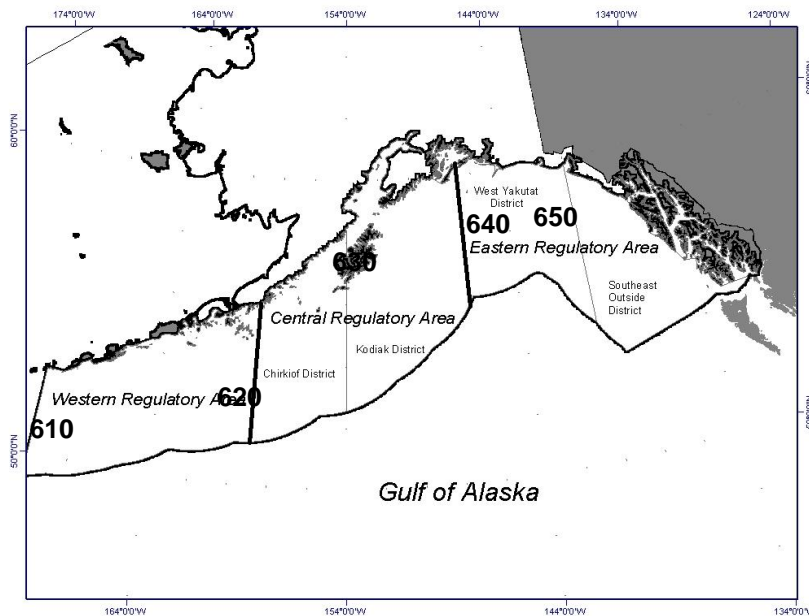 174°0'0"W 164°0'0"W 154°0'0"W 144°0'0"W 134°0'0"W 124°0'0"W
60°0'0"N
West Yakutat
District
640
650
Eastern Regulatory Area
630
Southeast
Outside
District
Central Regulatory Area
Kodiak District
Chirkiof District
Western Regulatory Area
620
610
50°0'0"N
Gulf of Alaska
164°0'0"W 154°0'0"W 144°0'0"W 134°0'0"W